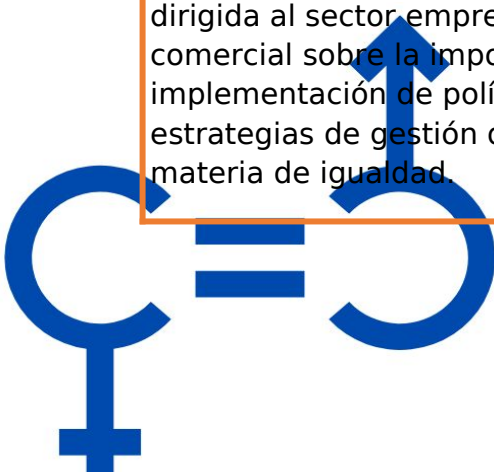 dirigida al sector empre
comercial sobre la impo
implementación de polí
estrategias de gestión
materia de igualdad.